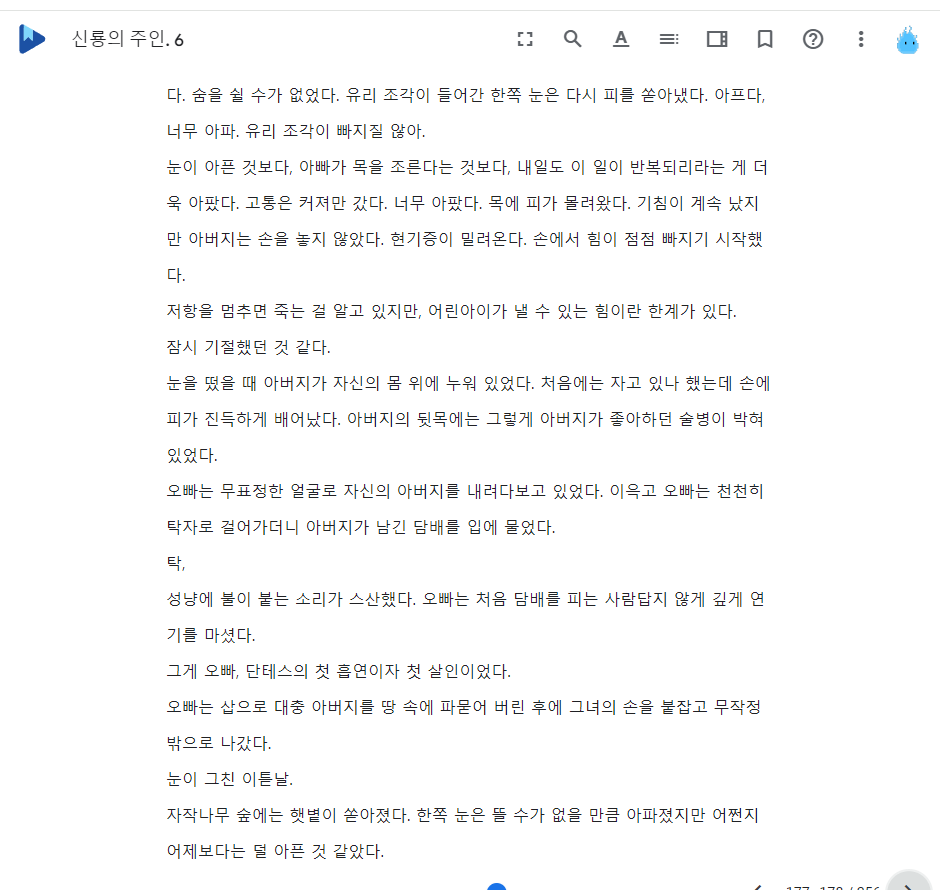 신룡의 주인. 6
다. 숨을 쉴 수가 없었다. 유리 조각이 들어간 한쪽 눈은 다시 피를 쏟아냈다. 아프다,
너무 아파. 유리 조각이 빠지질 않아.
눈이 아픈 것보다, 아빠가 목을 조른다는 것보다, 내일도 이 일이 반복되리라는 게 더
욱 아팠다. 고통은 커져만 갔다. 너무 아팠다. 목에 피가 몰려왔다. 기침이 계속 났지
만 아버지는 손을 놓지 않았다. 현기증이 밀려온다. 손에서 힘이 점점 빠지기 시작했
다.
저항을 멈추면 죽는 걸 알고 있지만, 어린아이가 낼 수 있는 힘이란 한계가 있다.
잠시 기절했던 것 같다.
눈을 떴을 때 아버지가 자신의 몸 위에 누워 있었다. 처음에는 자고 있나 했는데 손에
피가 진득하게 배어났다. 아버지의 뒷목에는 그렇게 아버지가 좋아하던 술병이 박혀
있었다.
오빠는 무표정한 얼굴로 자신의 아버지를 내려다보고 있었다. 이윽고 오빠는 천천히
탁자로 걸어가더니 아버지가 남긴 담배를 입에 물었다.
탁,
성냥에 불이 붙는 소리가 스산했다. 오빠는 처음 담배를 피는 사람답지 않게 깊게 연
기를 마셨다.
그게 오빠, 단테스의 첫 흡연이자 첫 살인이었다.
오빠는 삽으로 대충 아버지를 땅 속에 파묻어 버린 후에 그녀의 손을 붙잡고 무작정
밖으로 나갔다.
눈이 그친 이튿날.
자작나무 숲에는 햇볕이 쏟아졌다. 한쪽 눈은 뜰 수가 없을 만큼 아파졌지만 어쩐지
어제보다는 덜 아픈 것 같았다.